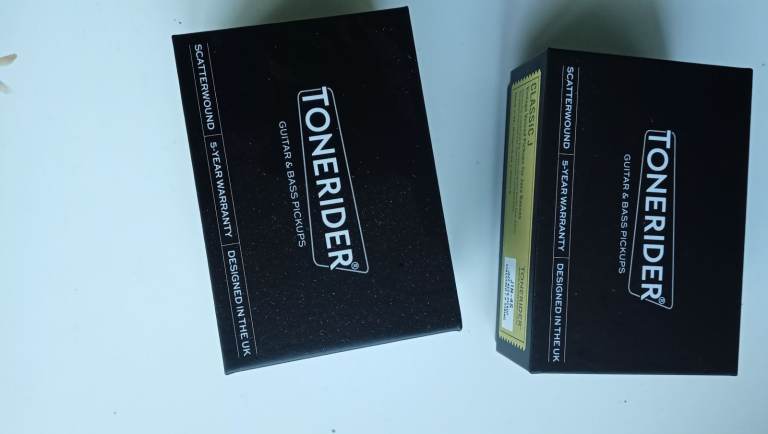 TONERIDER®
GUITAR & BASS PICKUPS
SCATTERWOUND | 5-YEAR WARRANTY | DESIGNED IN THE UK
TONERIDER®
GUITAR & BASS PICKUPS
SCATTERWOUND | 5-YEAR WARRANTY | DESIGNED IN THE UK
CLASSIC J
TONERIDER